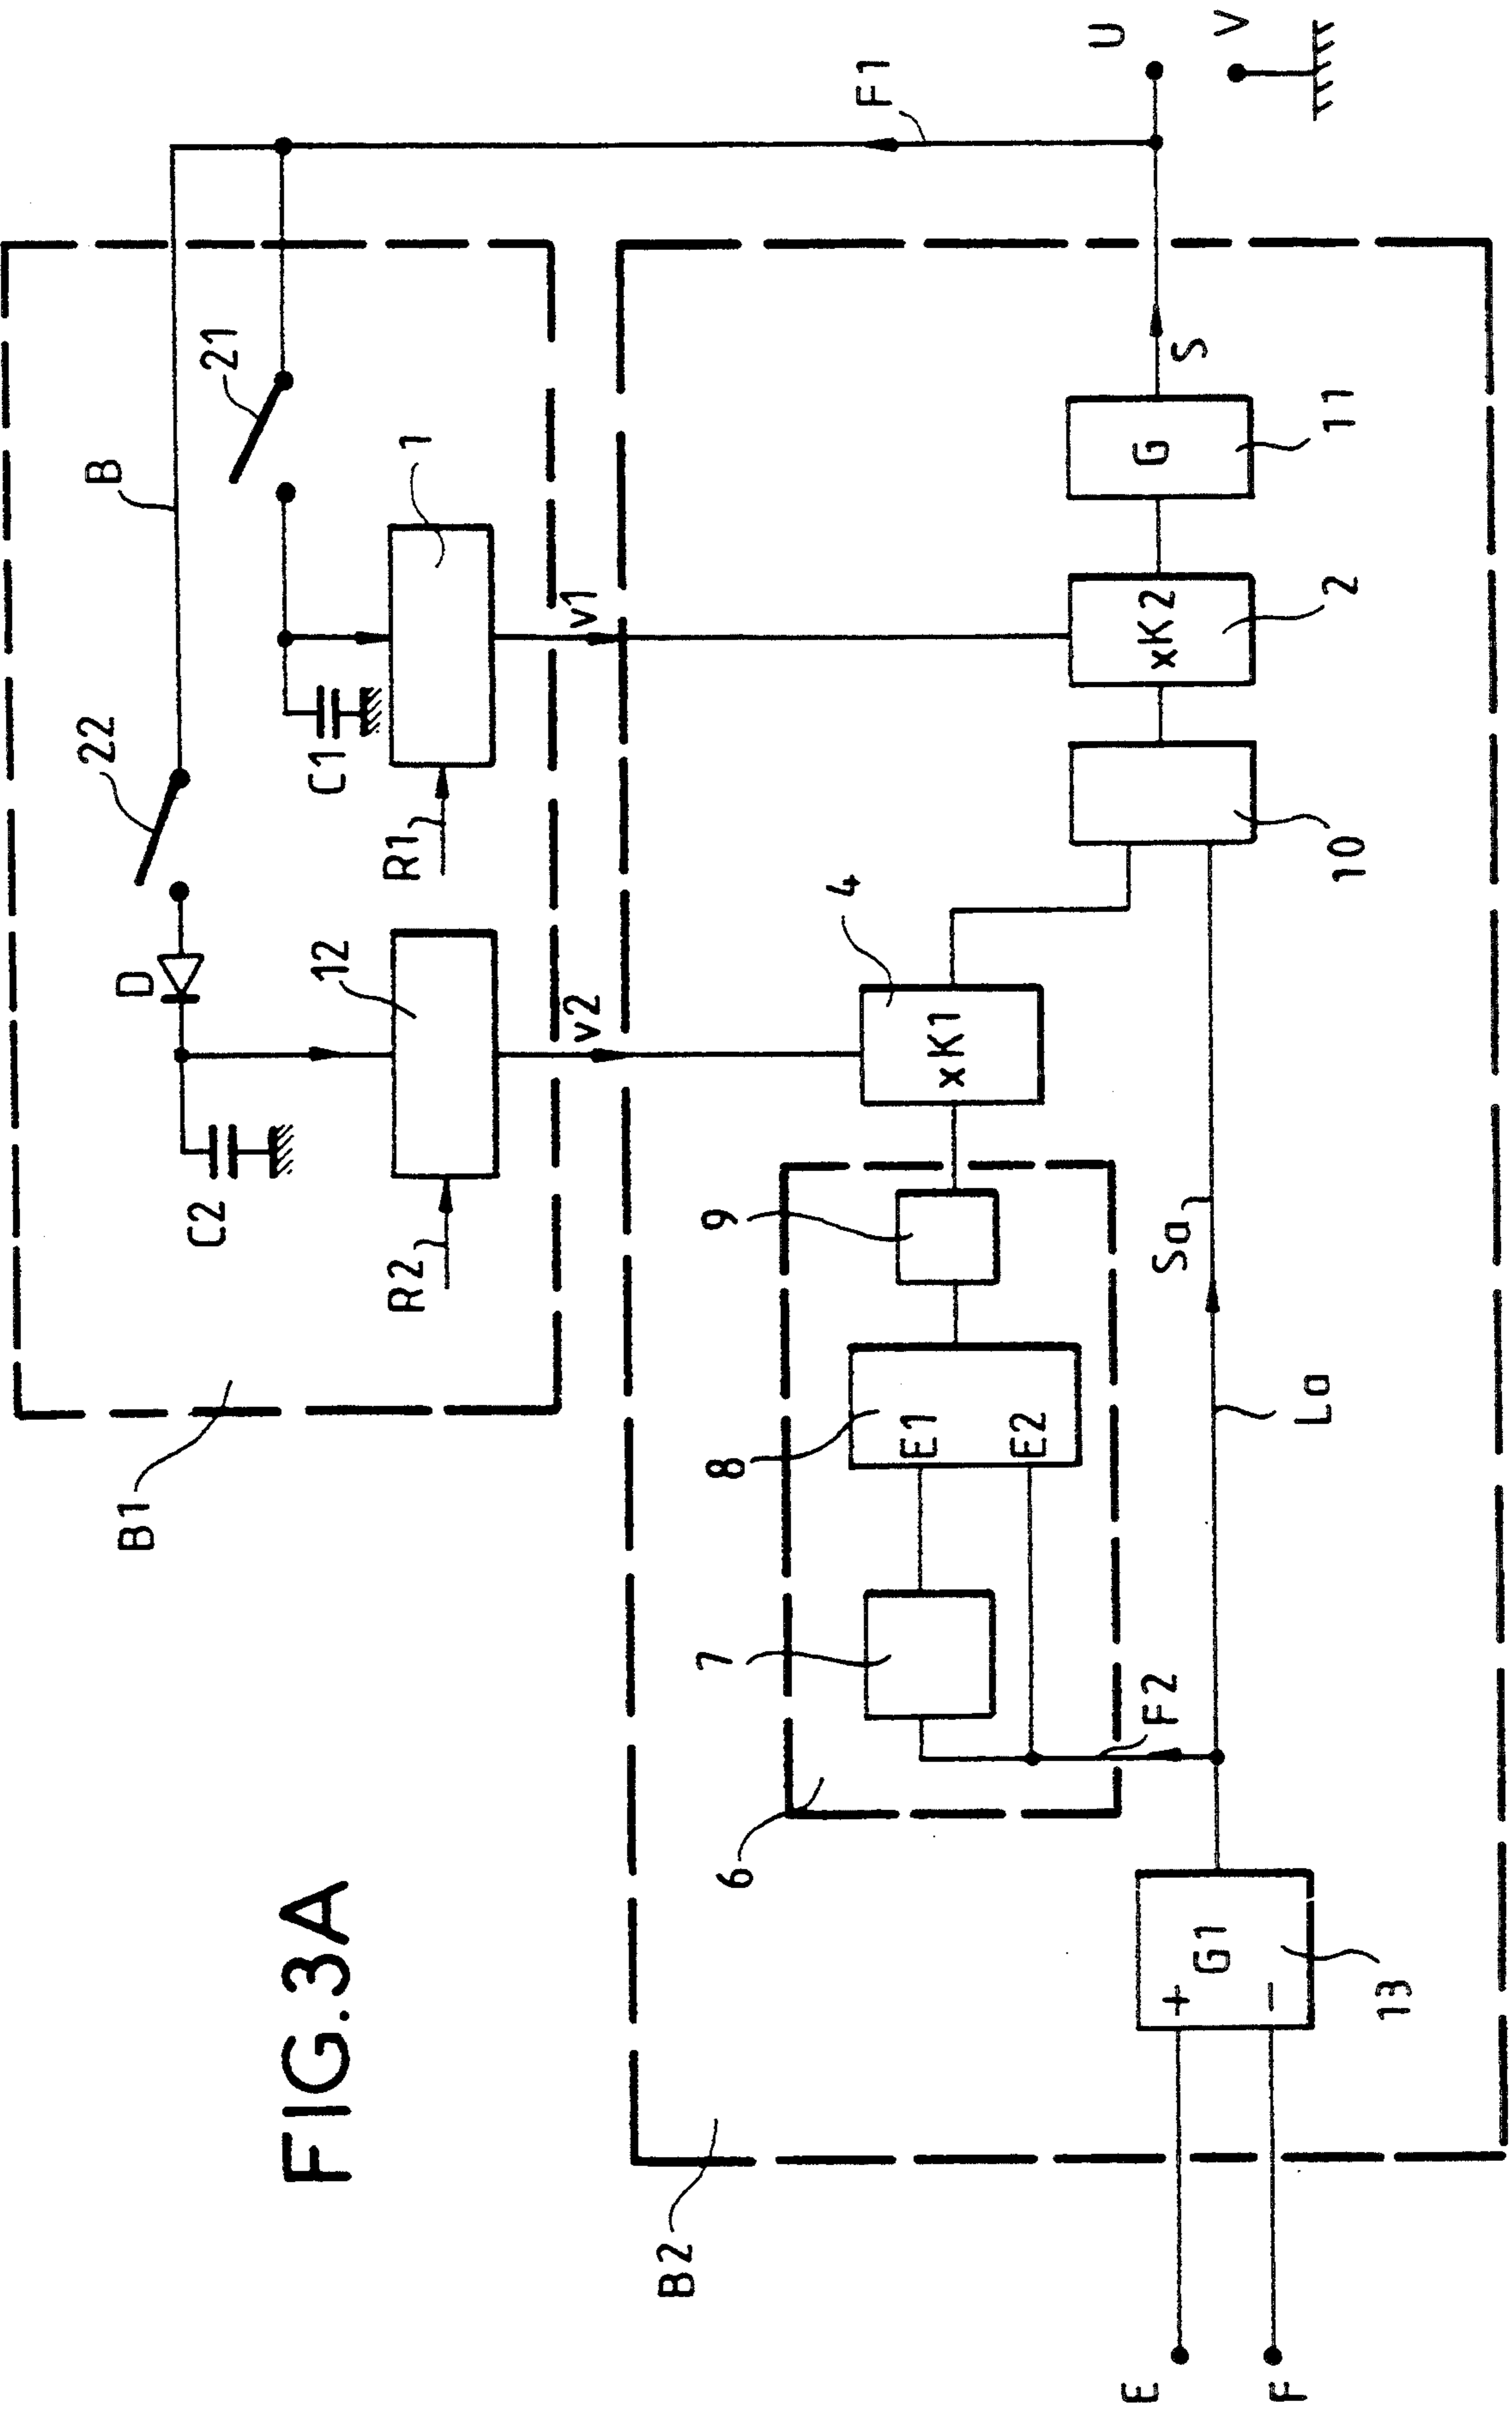 FIG.3A
B1
B
22
21
D
C2
12
C1
1
R2
R1
v2
v1
F1
U
V
B2
6
7
8
9
4
E1
E2
xK1
xK2
G
S
2
11
10
F2
Sa
La
E
F
+
−
G1
13